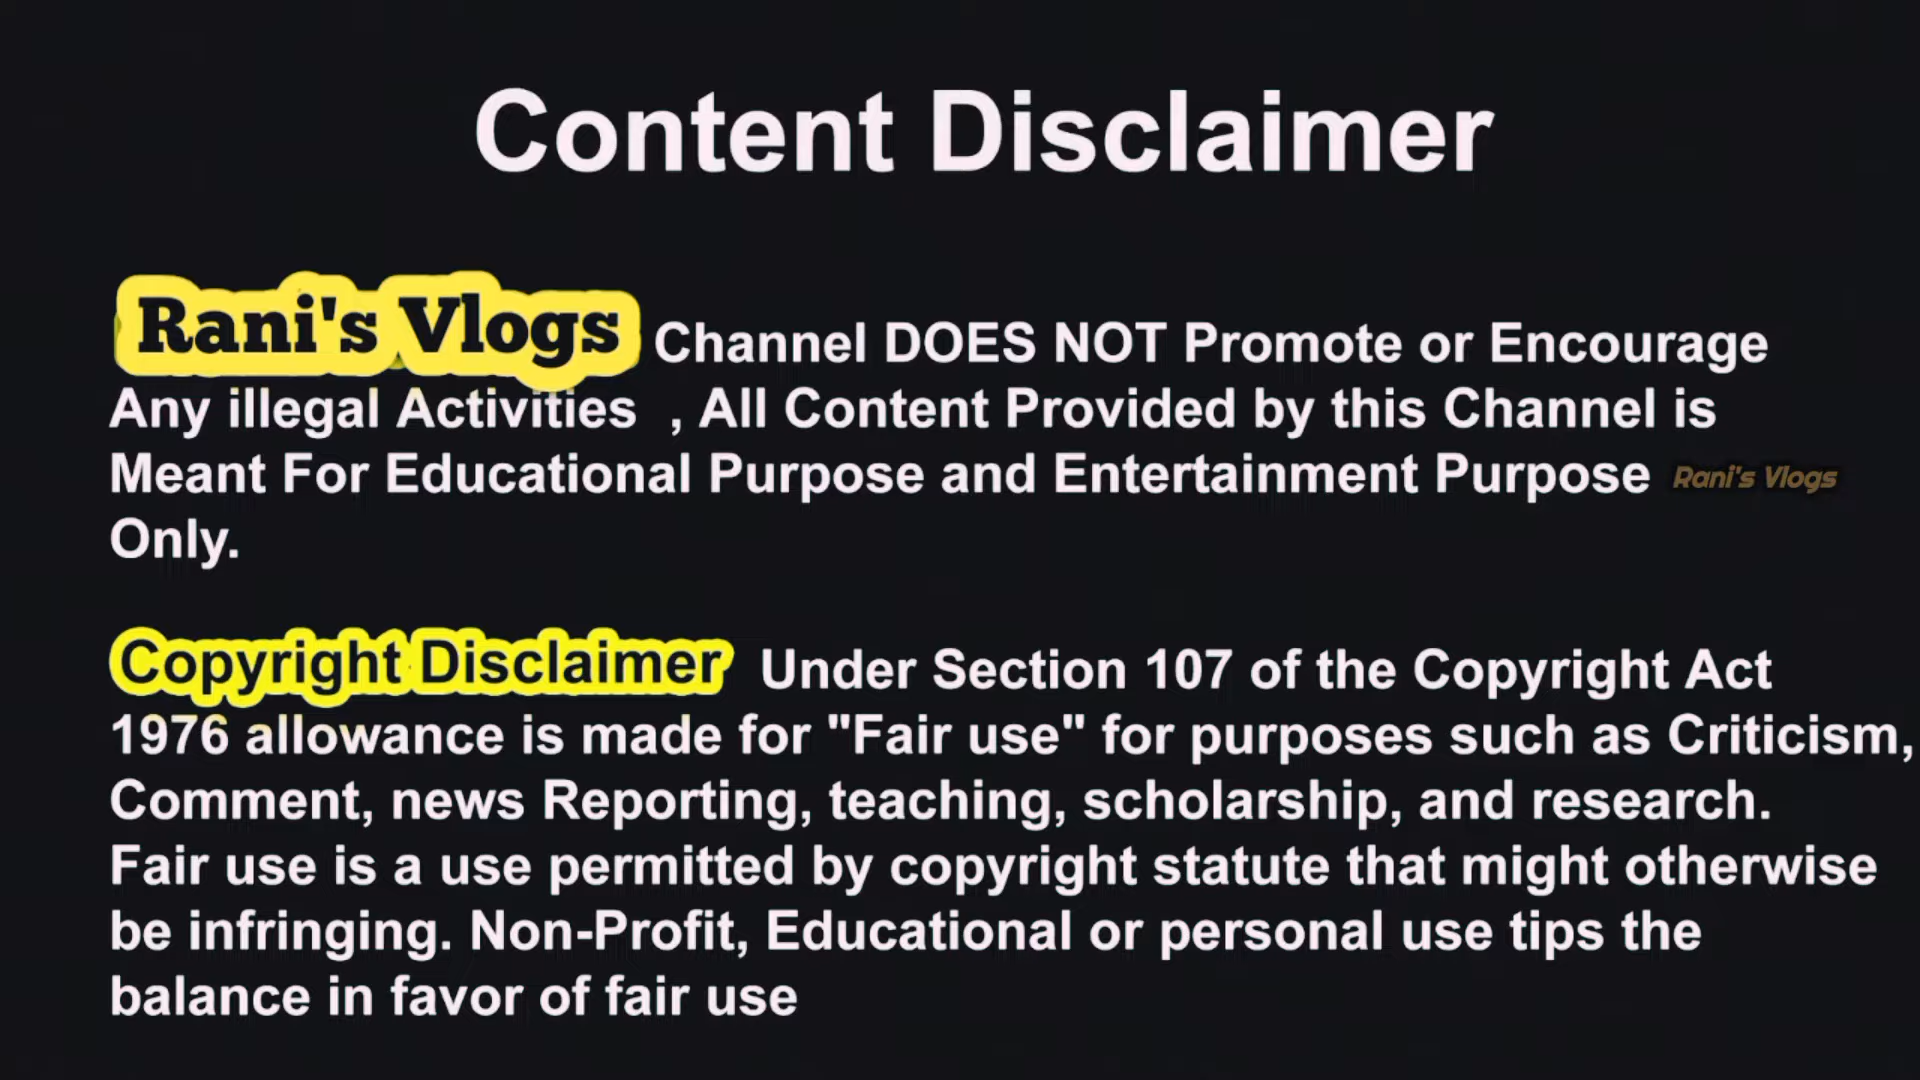 Content Disclaimer
Rani's Vlogs Channel DOES NOT Promote or Encourage
Any illegal Activities , All Content Provided by this Channel is
Meant For Educational Purpose and Entertainment Purpose Rani's Vlogs
Only.
Copyright Disclaimer Under Section 107 of the Copyright Act
1976 allowance is made for "Fair use" for purposes such as Criticism,
Comment, news Reporting, teaching, scholarship, and research.
Fair use is a use permitted by copyright statute that might otherwise
be infringing. Non-Profit, Educational or personal use tips the
balance in favor of fair use